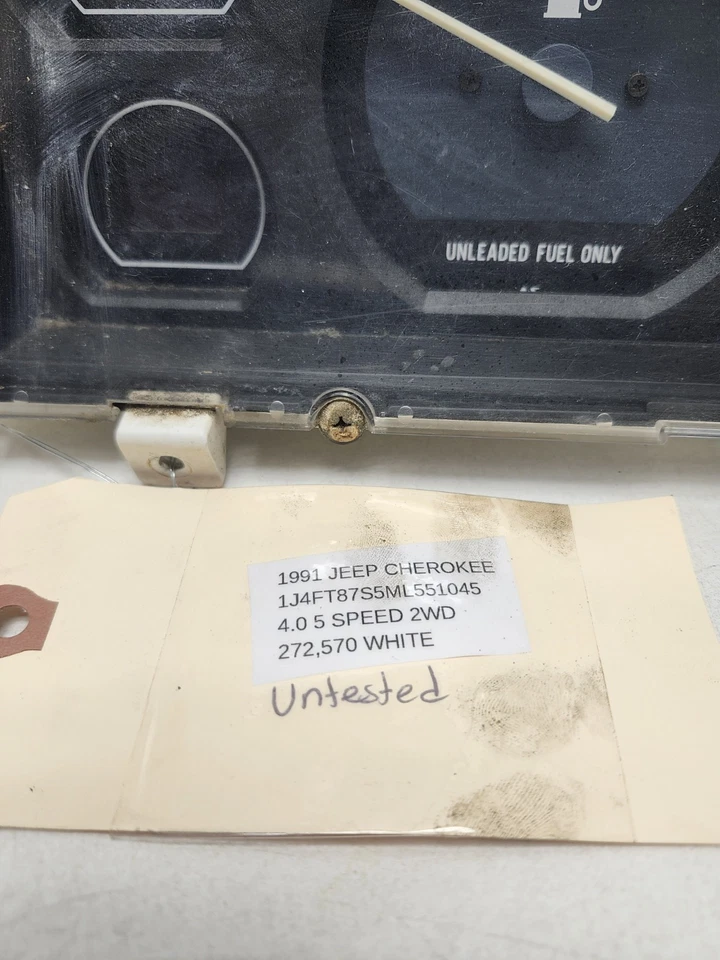 UNLEADED FUEL ONLY
1991 JEEP CHEROKEE
1J4FT87S5ML551045
4.0 5 SPEED 2WD
272,570 WHITE
Untested